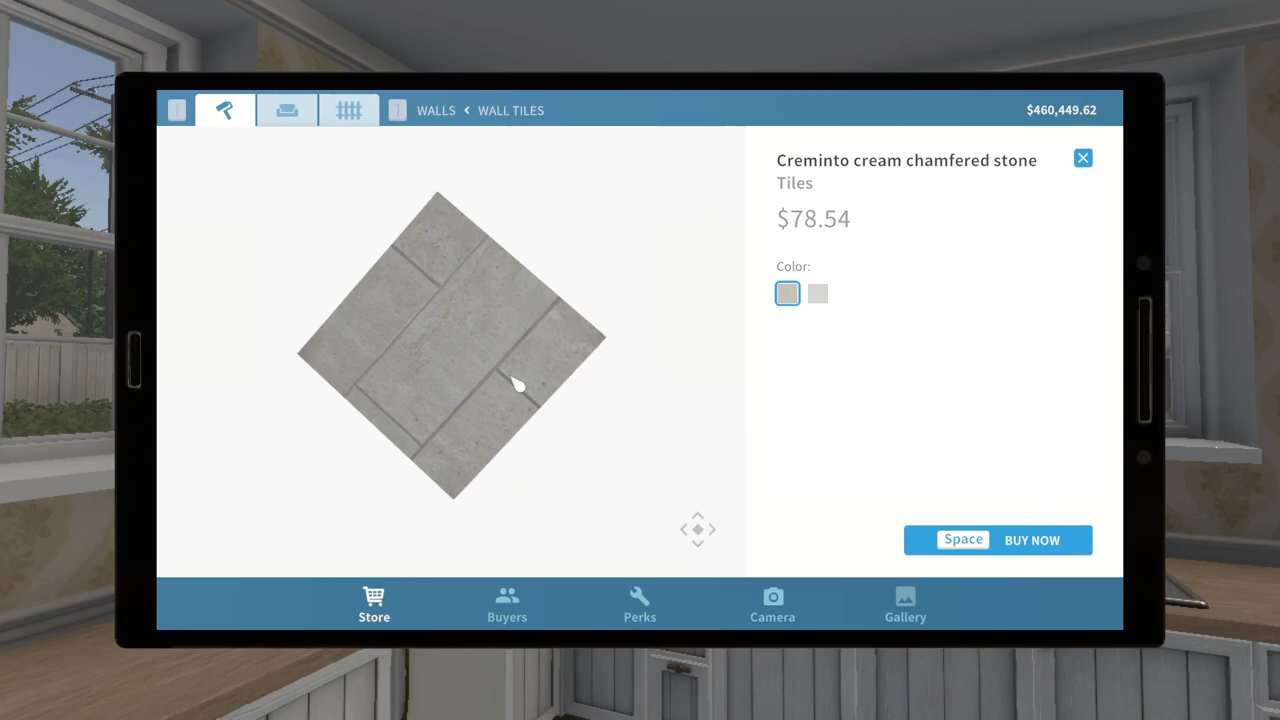 WALLS < WALL TILES
$460,449.62
Creminto cream chamfered stone
Tiles
$78.54
Color:
Space BUY NOW
Store
Buyers
Perks
Camera
Gallery